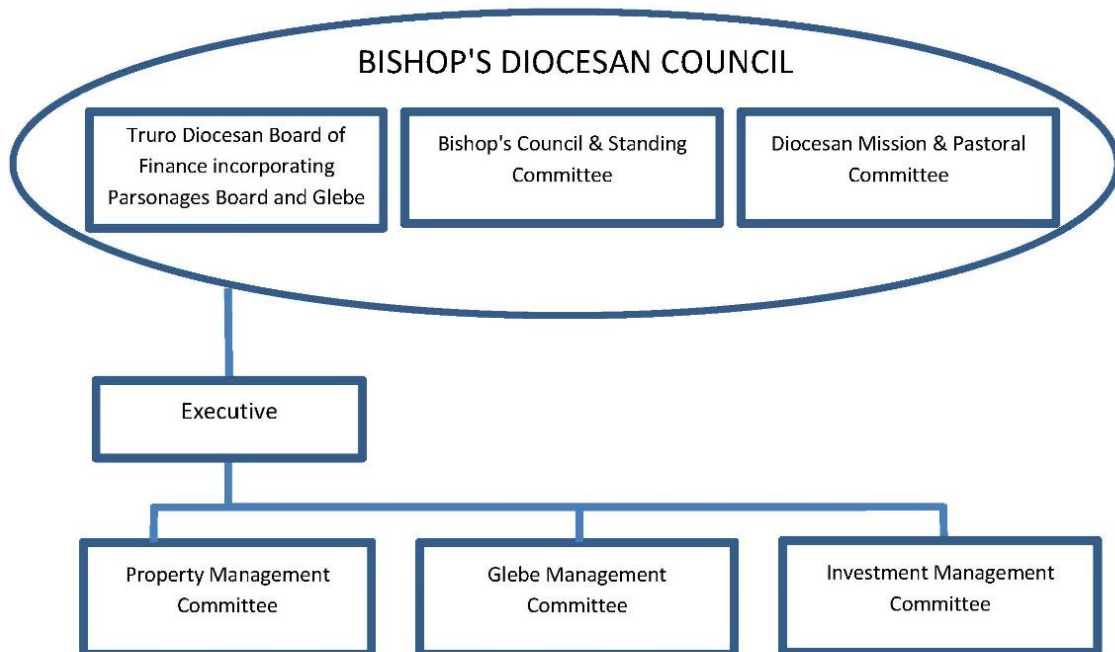 BISHOP'S DIOCESAN COUNCIL
Truro Diocesan Board of
Finance incorporating
Parsonages Board and Glebe
Bishop's Council & Standing
Committee
Diocesan Mission & Pastoral
Committee
Executive
Property Management
Committee
Glebe Management
Committee
Investment Management
Committee